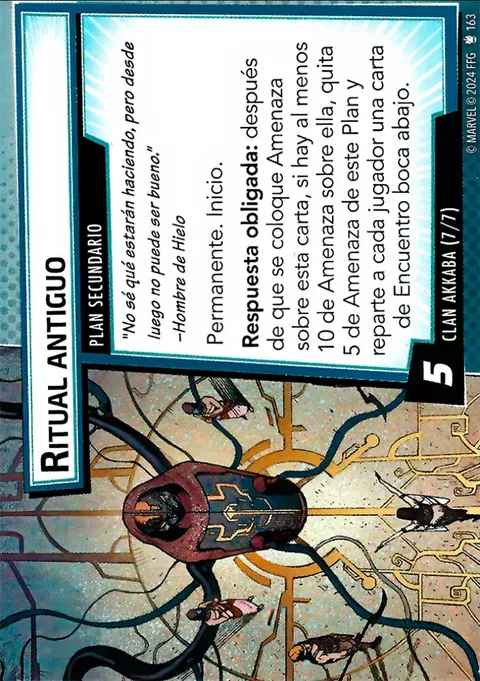 RITUAL ANTIGUO
PLAN SECUNDARIO
"No sé qué estarán haciendo, pero desde
luego no puede ser bueno."
–Hombre de Hielo
Permanente. Inicio.
Respuesta obligada: después
de que se coloque Amenaza
sobre esta carta, si hay al menos
10 de Amenaza sobre ella, quita
5 de Amenaza de este Plan y
reparte a cada jugador una carta
de Encuentro boca abajo.
5
CLAN AKKABA (7/7)
© MARVEL © 2024 FFG 163